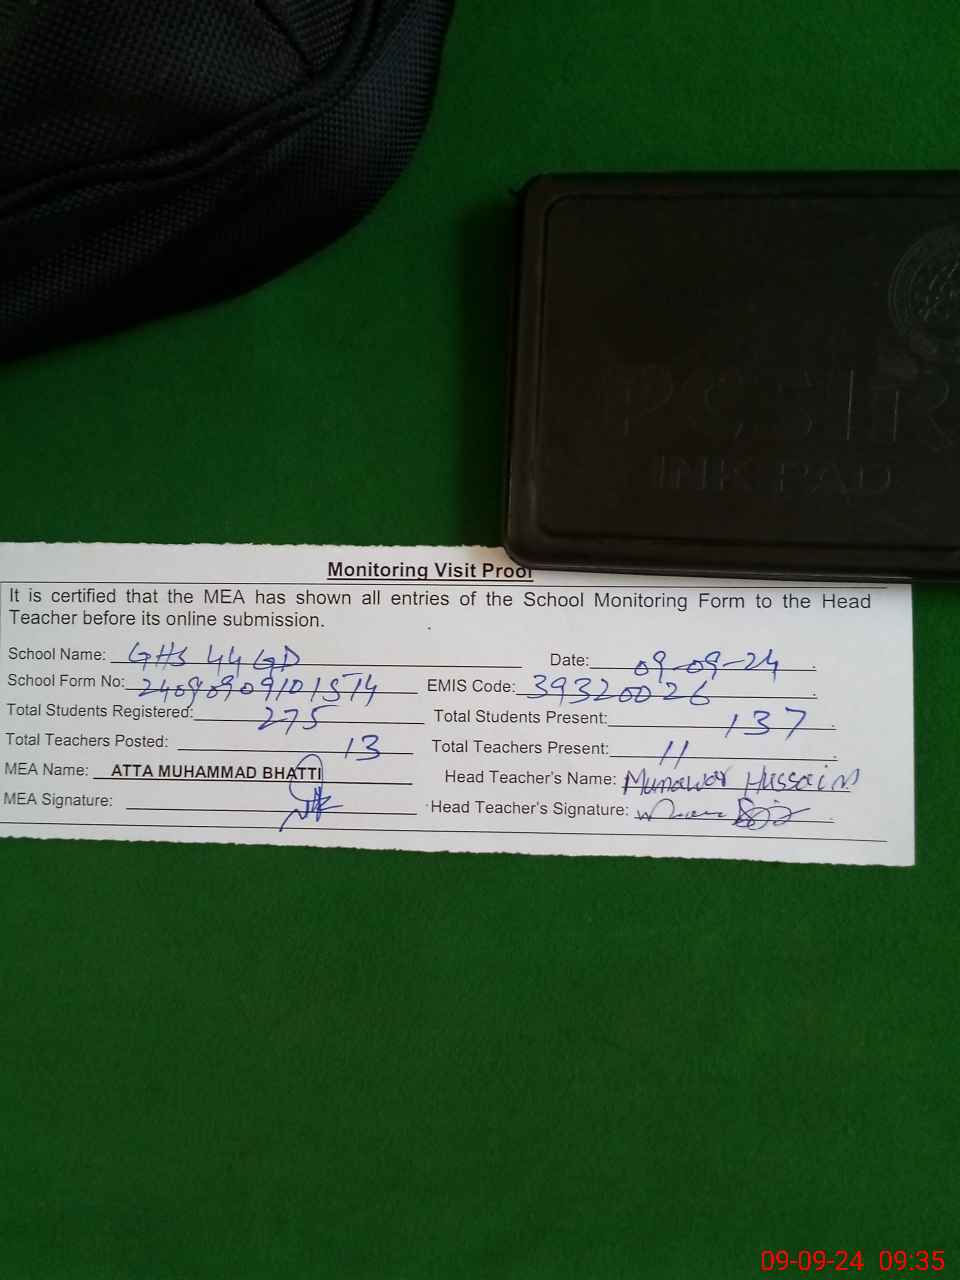 PCSIR
INK PAD
Monitoring Visit Proof
It is certified that the MEA has shown all entries of the School Monitoring Form to the Head
Teacher before its online submission.
School Name: GHS 44 GD Date: 09-09-24
School Form No: EMIS Code: 39320026
Total Students Registered: 275 Total Students Present: 137
Total Teachers Posted: 13 Total Teachers Present: 11
MEA Name: ATTA MUHAMMAD BHATTI Head Teacher's Name: Munawar Hussain
MEA Signature: Head Teacher's Signature:
09-09-24 09:35